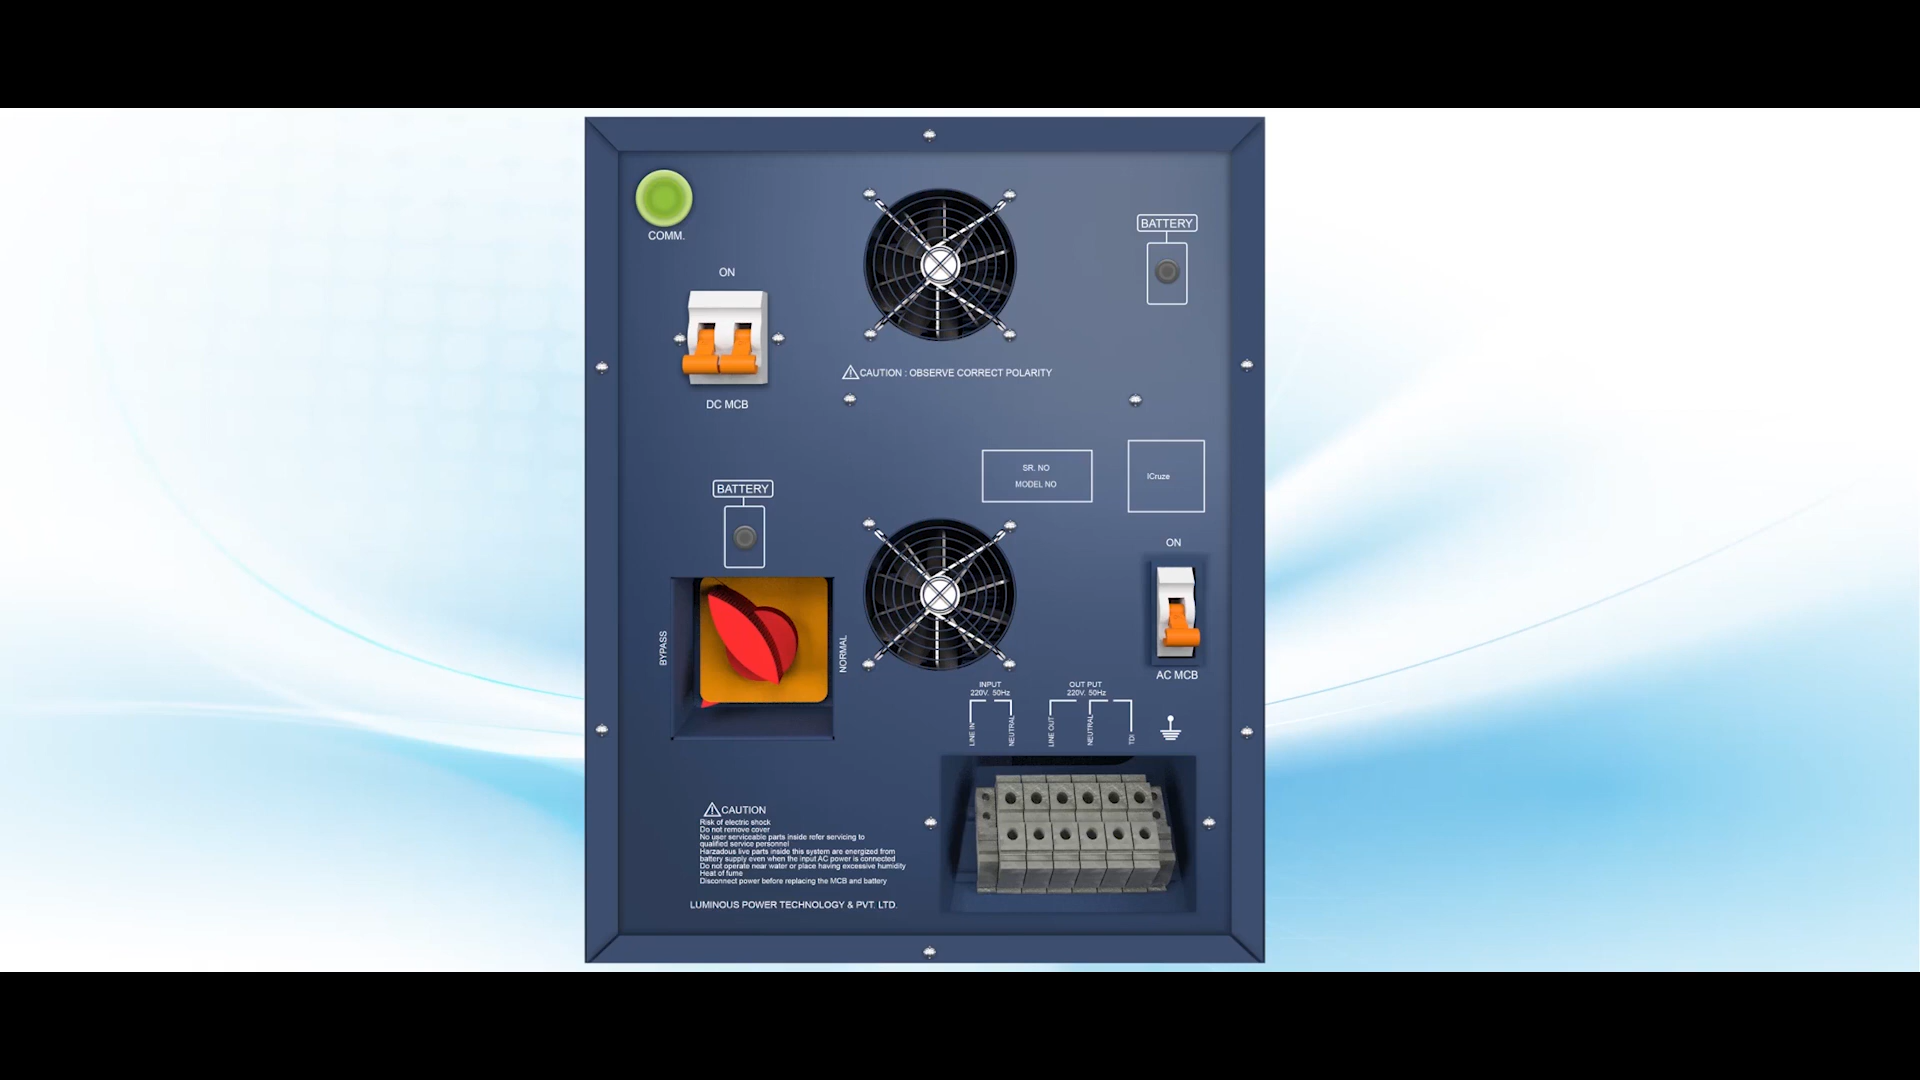 COMM.
BATTERY
ON
DC MCB
CAUTION : OBSERVE CORRECT POLARITY
SR. NO
MODEL NO
ICruze
BATTERY
ON
BYPASS
NORMAL
AC MCB
INPUT
220V. 50Hz
OUT PUT
220V. 50Hz
LINE IN
NEUTRAL
LINE OUT
NEUTRAL
TDI
CAUTION
Risk of electric shock
Do not remove cover
No user serviceable parts inside refer servicing to
qualified service personnel
Harzadous live parts inside this system are energized from
battery supply even when the input AC power is connected
Do not operate near water or place having excessive humidity
Heat of fume
Disconnect power before replacing the MCB and battery
LUMINOUS POWER TECHNOLOGY & PVT. LTD.